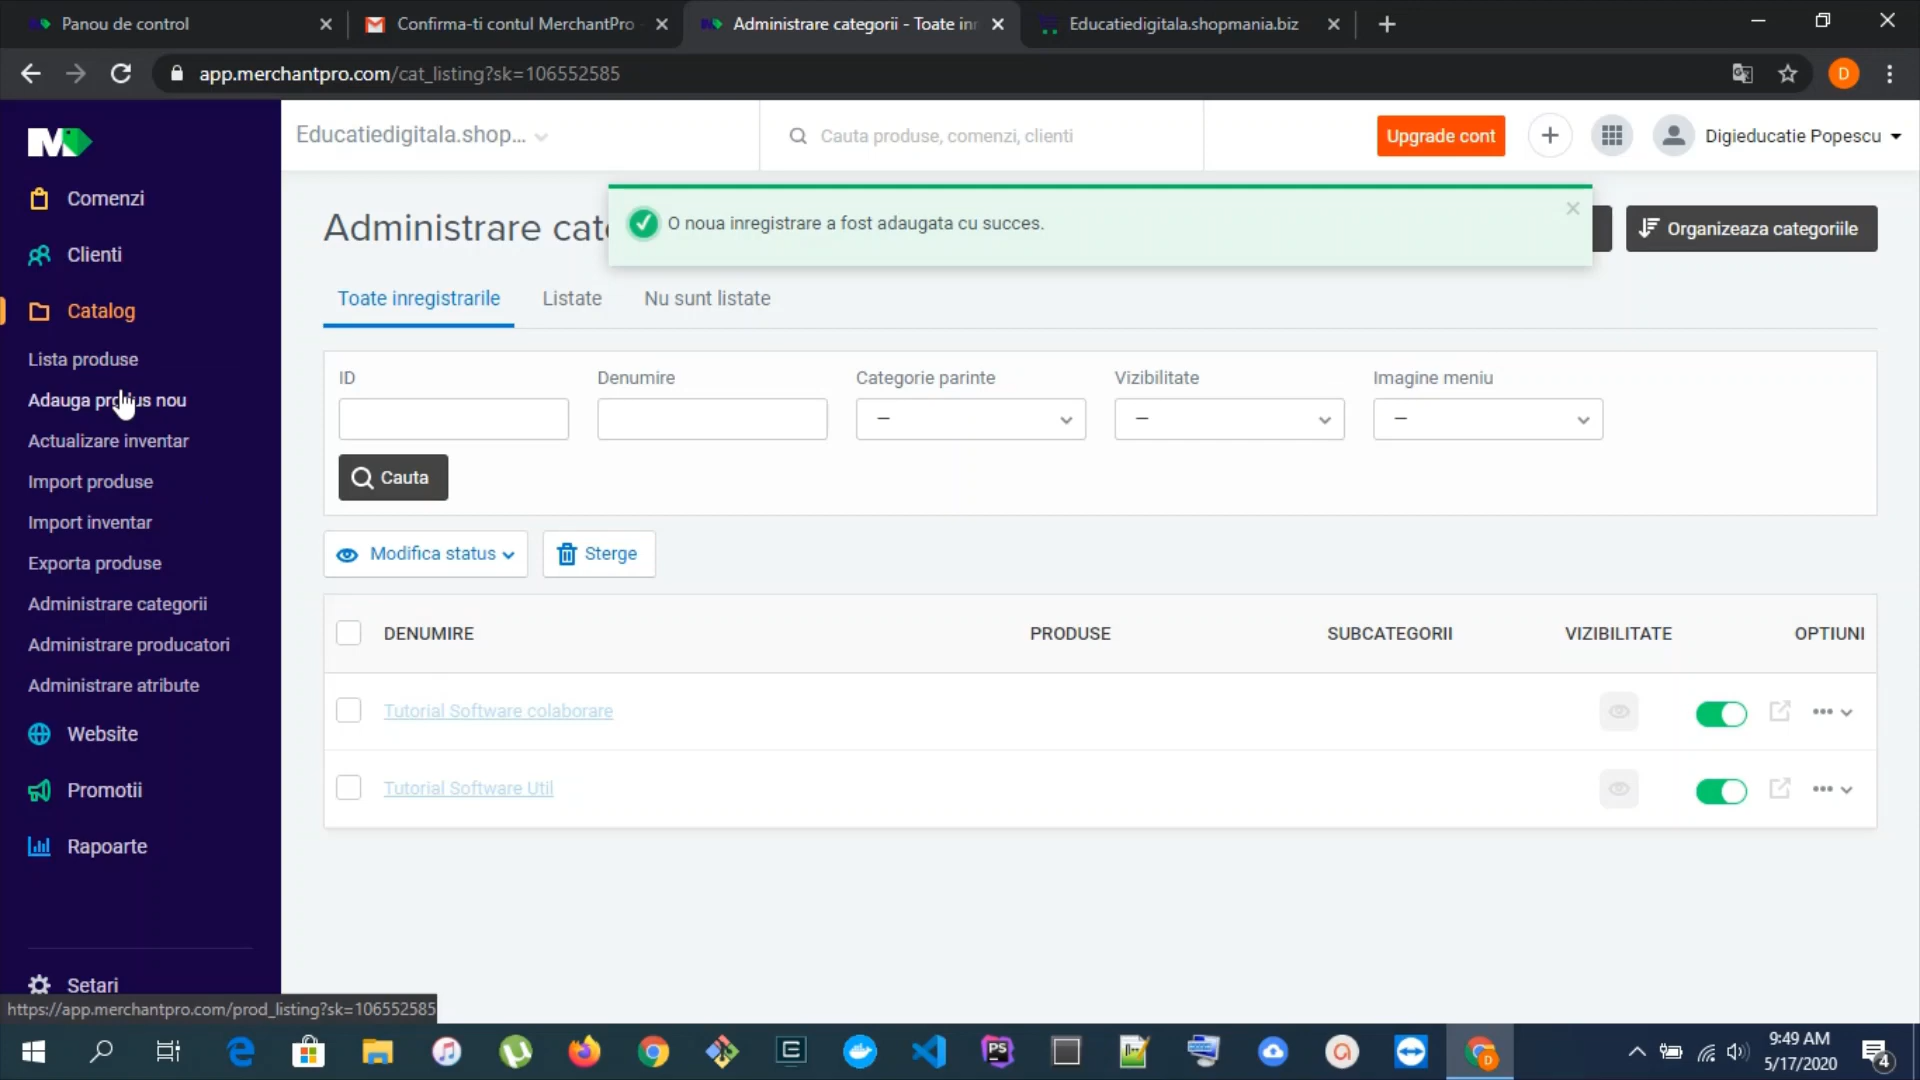 Panou de control
Confirma-ti contul MerchantPro
Administrare categorii - Toate in
Educatiedigitala.shopmania.biz
app.merchantpro.com/cat_listing?sk=106552585
D
Educatiedigitala.shop...
Cauta produse, comenzi, clienti
Upgrade cont
Digieducatie Popescu
Comenzi
Clienti
Catalog
Lista produse
Adauga produs nou
Actualizare inventar
Import produse
Import inventar
Exporta produse
Administrare categorii
Administrare producatori
Administrare atribute
Website
Promotii
Rapoarte
Setari
https://app.merchantpro.com/prod_listing?sk=106552585
Administrare cat
O noua inregistrare a fost adaugata cu succes.
Organizeaza categoriile
Toate inregistrarile
Listate
Nu sunt listate
ID
Denumire
Categorie parinte
Vizibilitate
Imagine meniu
Cauta
Modifica status
Sterge
DENUMIRE
PRODUSE
SUBCATEGORII
VIZIBILITATE
OPTIUNI
Tutorial Software colaborare
Tutorial Software Util
PS
D
9:49 AM
5/17/2020
4